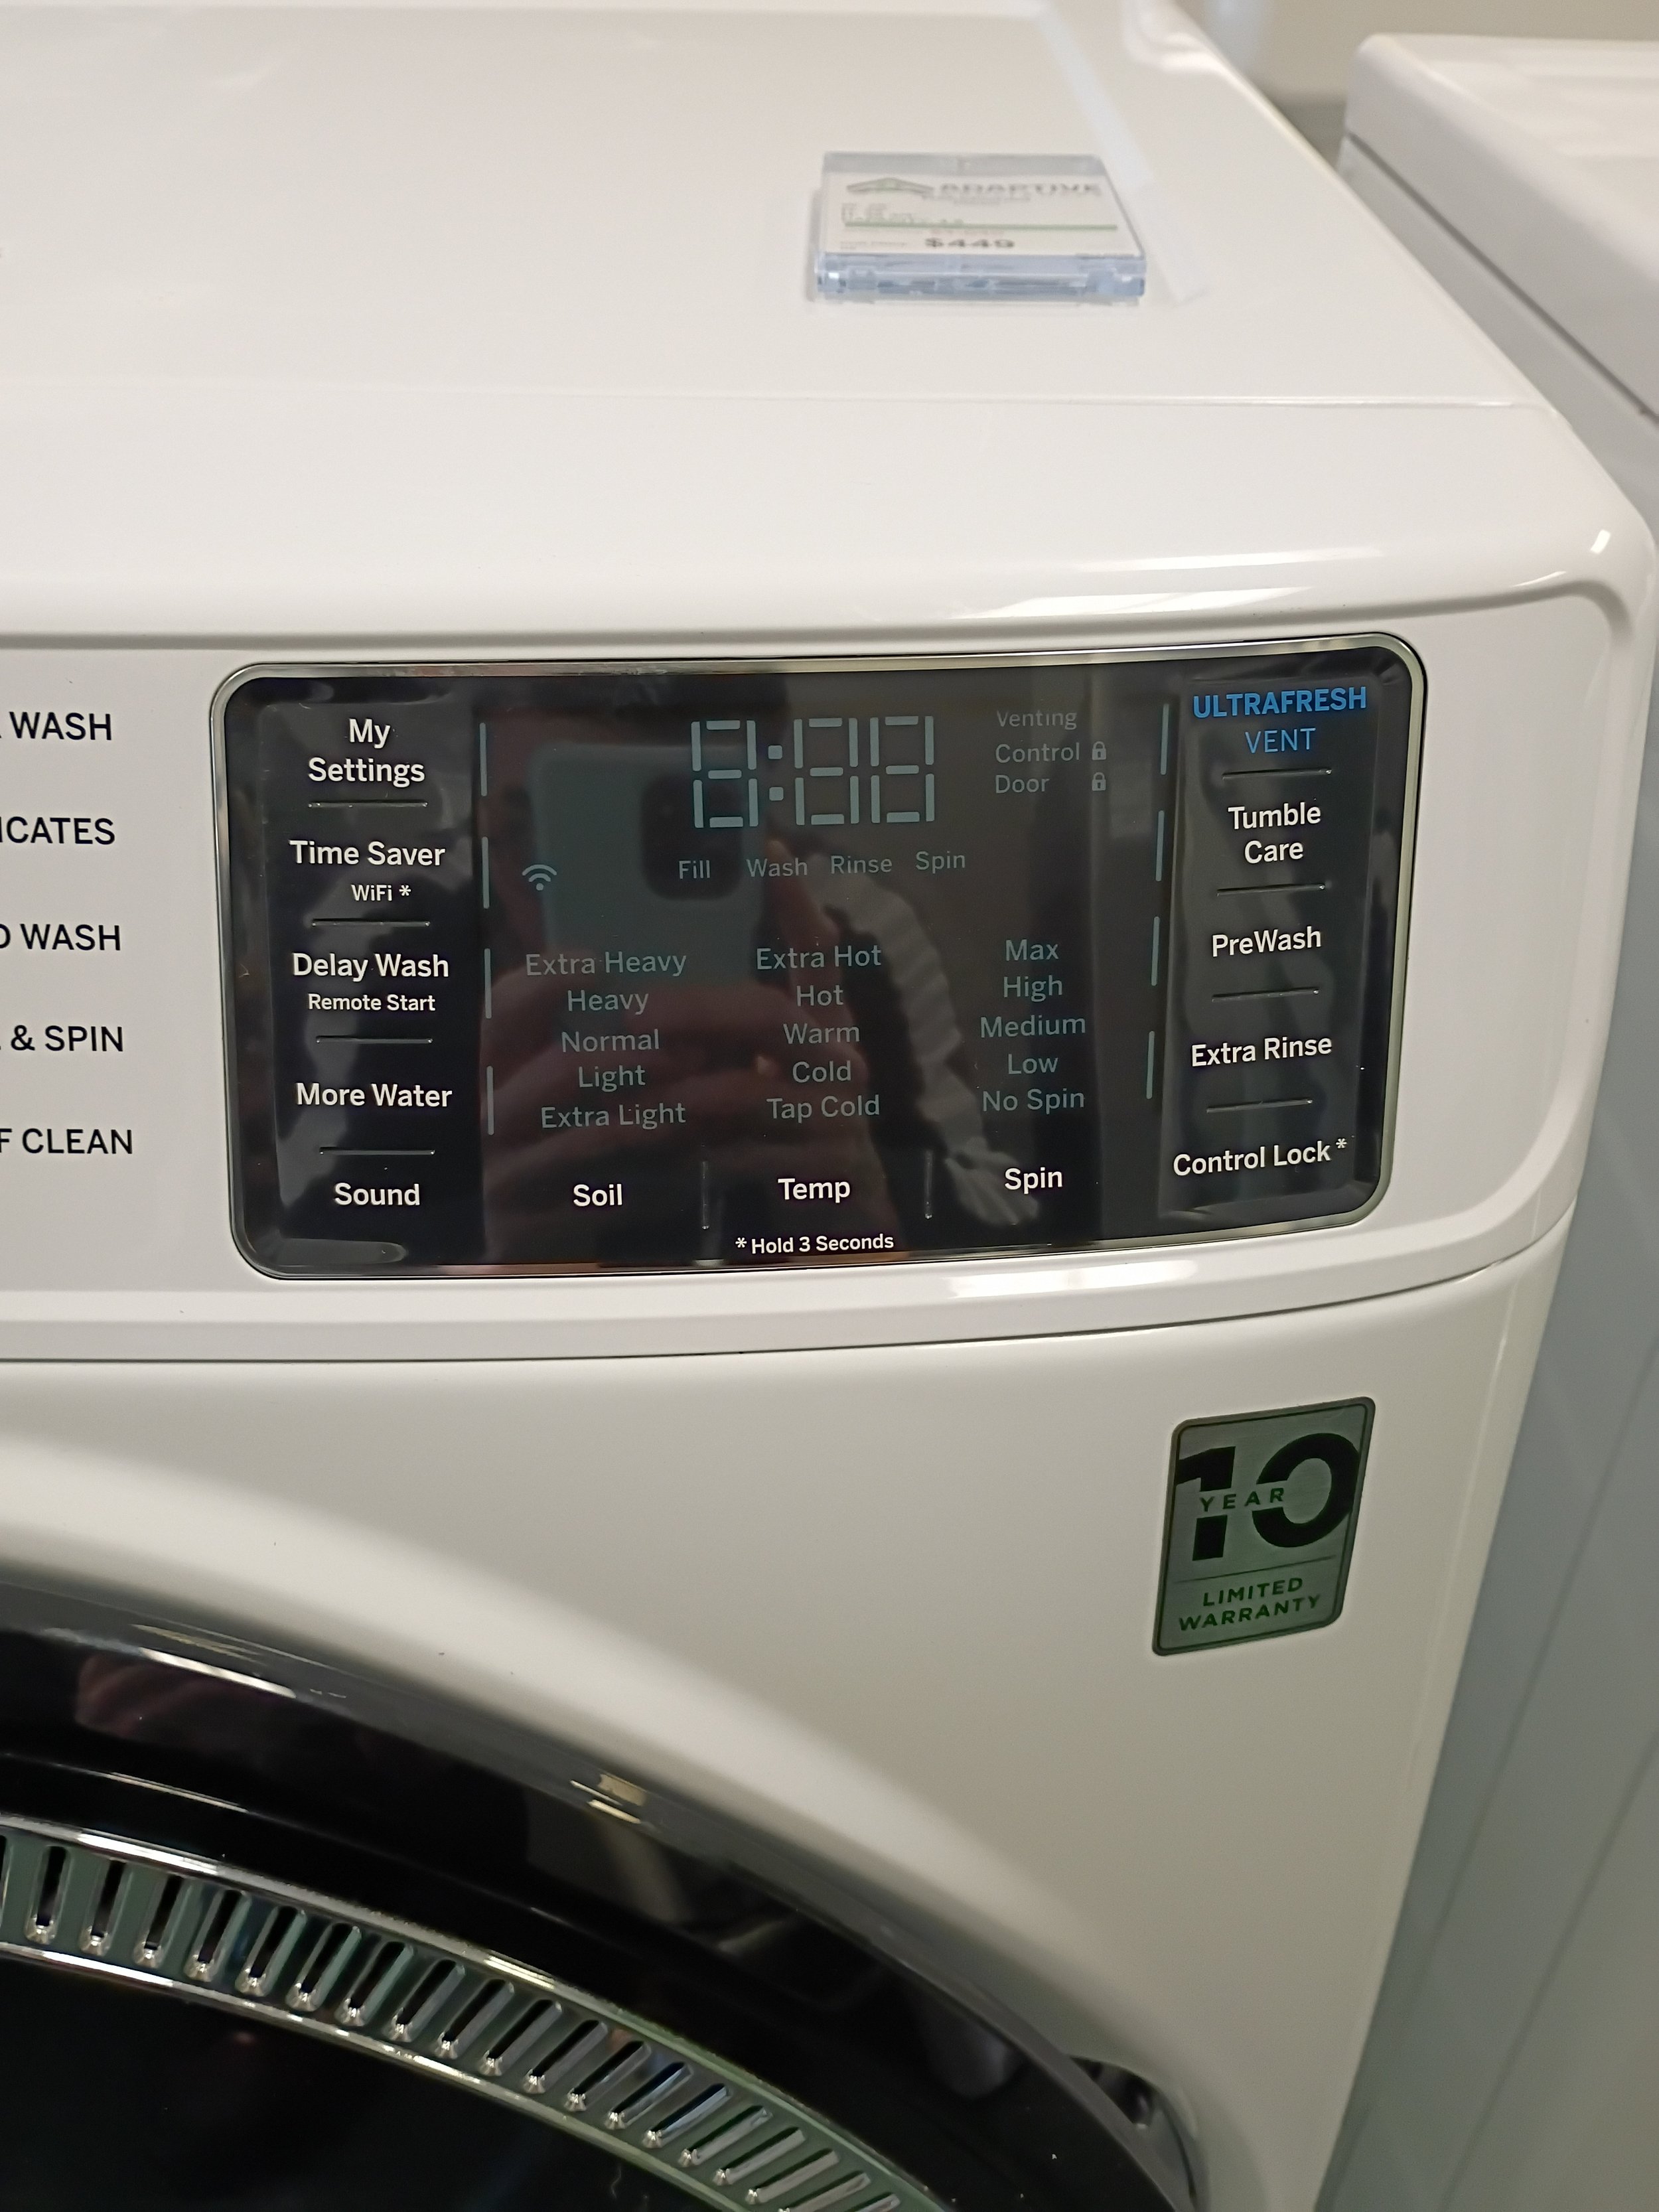 ADAPTIVE
$449
WASH
ICATES
WASH
& SPIN
F CLEAN
My
Settings
Time Saver
WiFi *
Delay Wash
Remote Start
More Water
Sound
8:88
Venting
Control
Door
Fill Wash Rinse Spin
Extra Heavy
Heavy
Normal
Light
Extra Light
Soil
Extra Hot
Hot
Warm
Cold
Tap Cold
Temp
Max
High
Medium
Low
No Spin
Spin
* Hold 3 Seconds
ULTRAFRESH
VENT
Tumble
Care
PreWash
Extra Rinse
Control Lock *
10
YEAR
LIMITED
WARRANTY